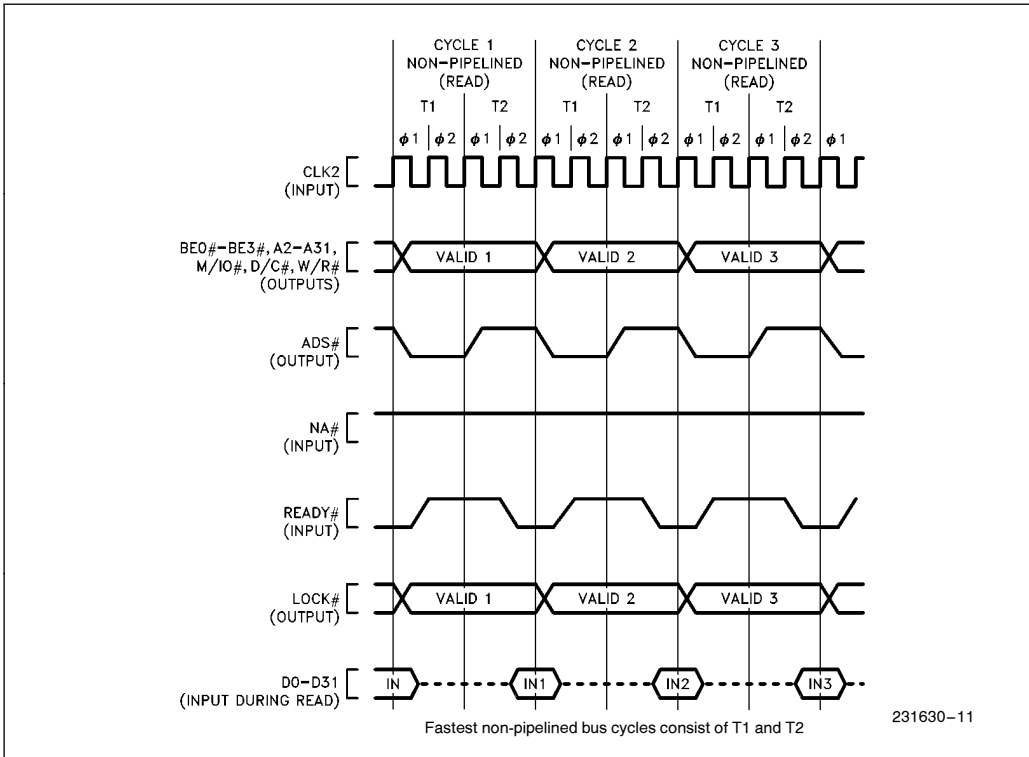 CYCLE 1 CYCLE 2 CYCLE 3
NON-PIPELINED NON-PIPELINED NON-PIPELINED
(READ) (READ) (READ)
T1 T2 T1 T2 T1 T2
ϕ1 ϕ2 ϕ1 ϕ2 ϕ1 ϕ2 ϕ1 ϕ2 ϕ1 ϕ2 ϕ1 ϕ2 ϕ1
CLK2
(INPUT)
BE0#-BE3#, A2-A31,
M/IO#, D/C#, W/R#
(OUTPUTS)
VALID 1 VALID 2 VALID 3
ADS#
(OUTPUT)
NA#
(INPUT)
READY#
(INPUT)
LOCK#
(OUTPUT)
VALID 1 VALID 2 VALID 3
D0-D31
(INPUT DURING READ)
IN IN1 IN2 IN3
Fastest non-pipelined bus cycles consist of T1 and T2
231630–11